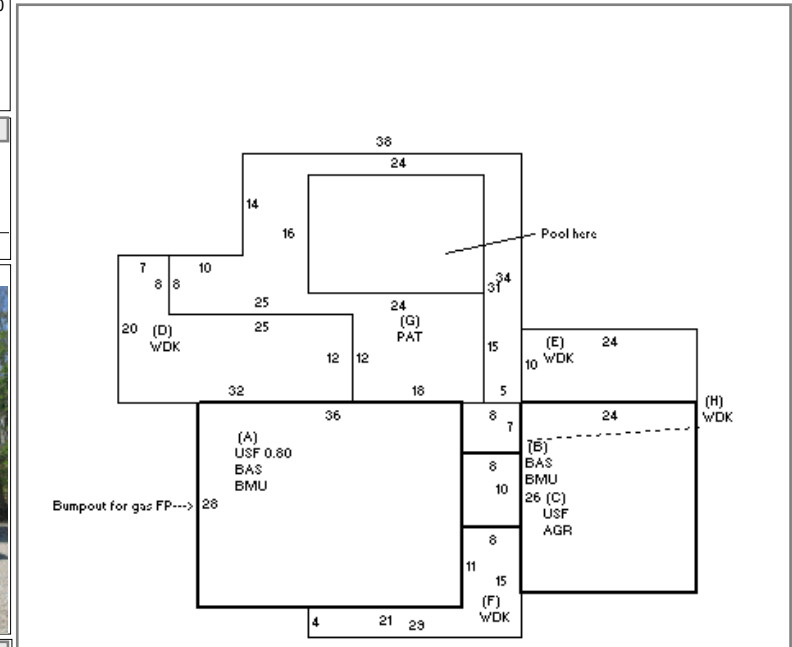 38
24
14
16
Pool here
7
10
8
8
34
31
25
24
(G)
PAT
25
20
(D)
WDK
12
12
15
(E)
WDK
24
10
32
18
5
(H)
WDK
36
8
24
7
(A)
USF 0.80
BAS
BMU
(B)
BAS
BMU
8
10
26
(C)
USF
AGR
Bumpout for gas FP--->
28
8
11
15
(F)
WDK
4
21
29